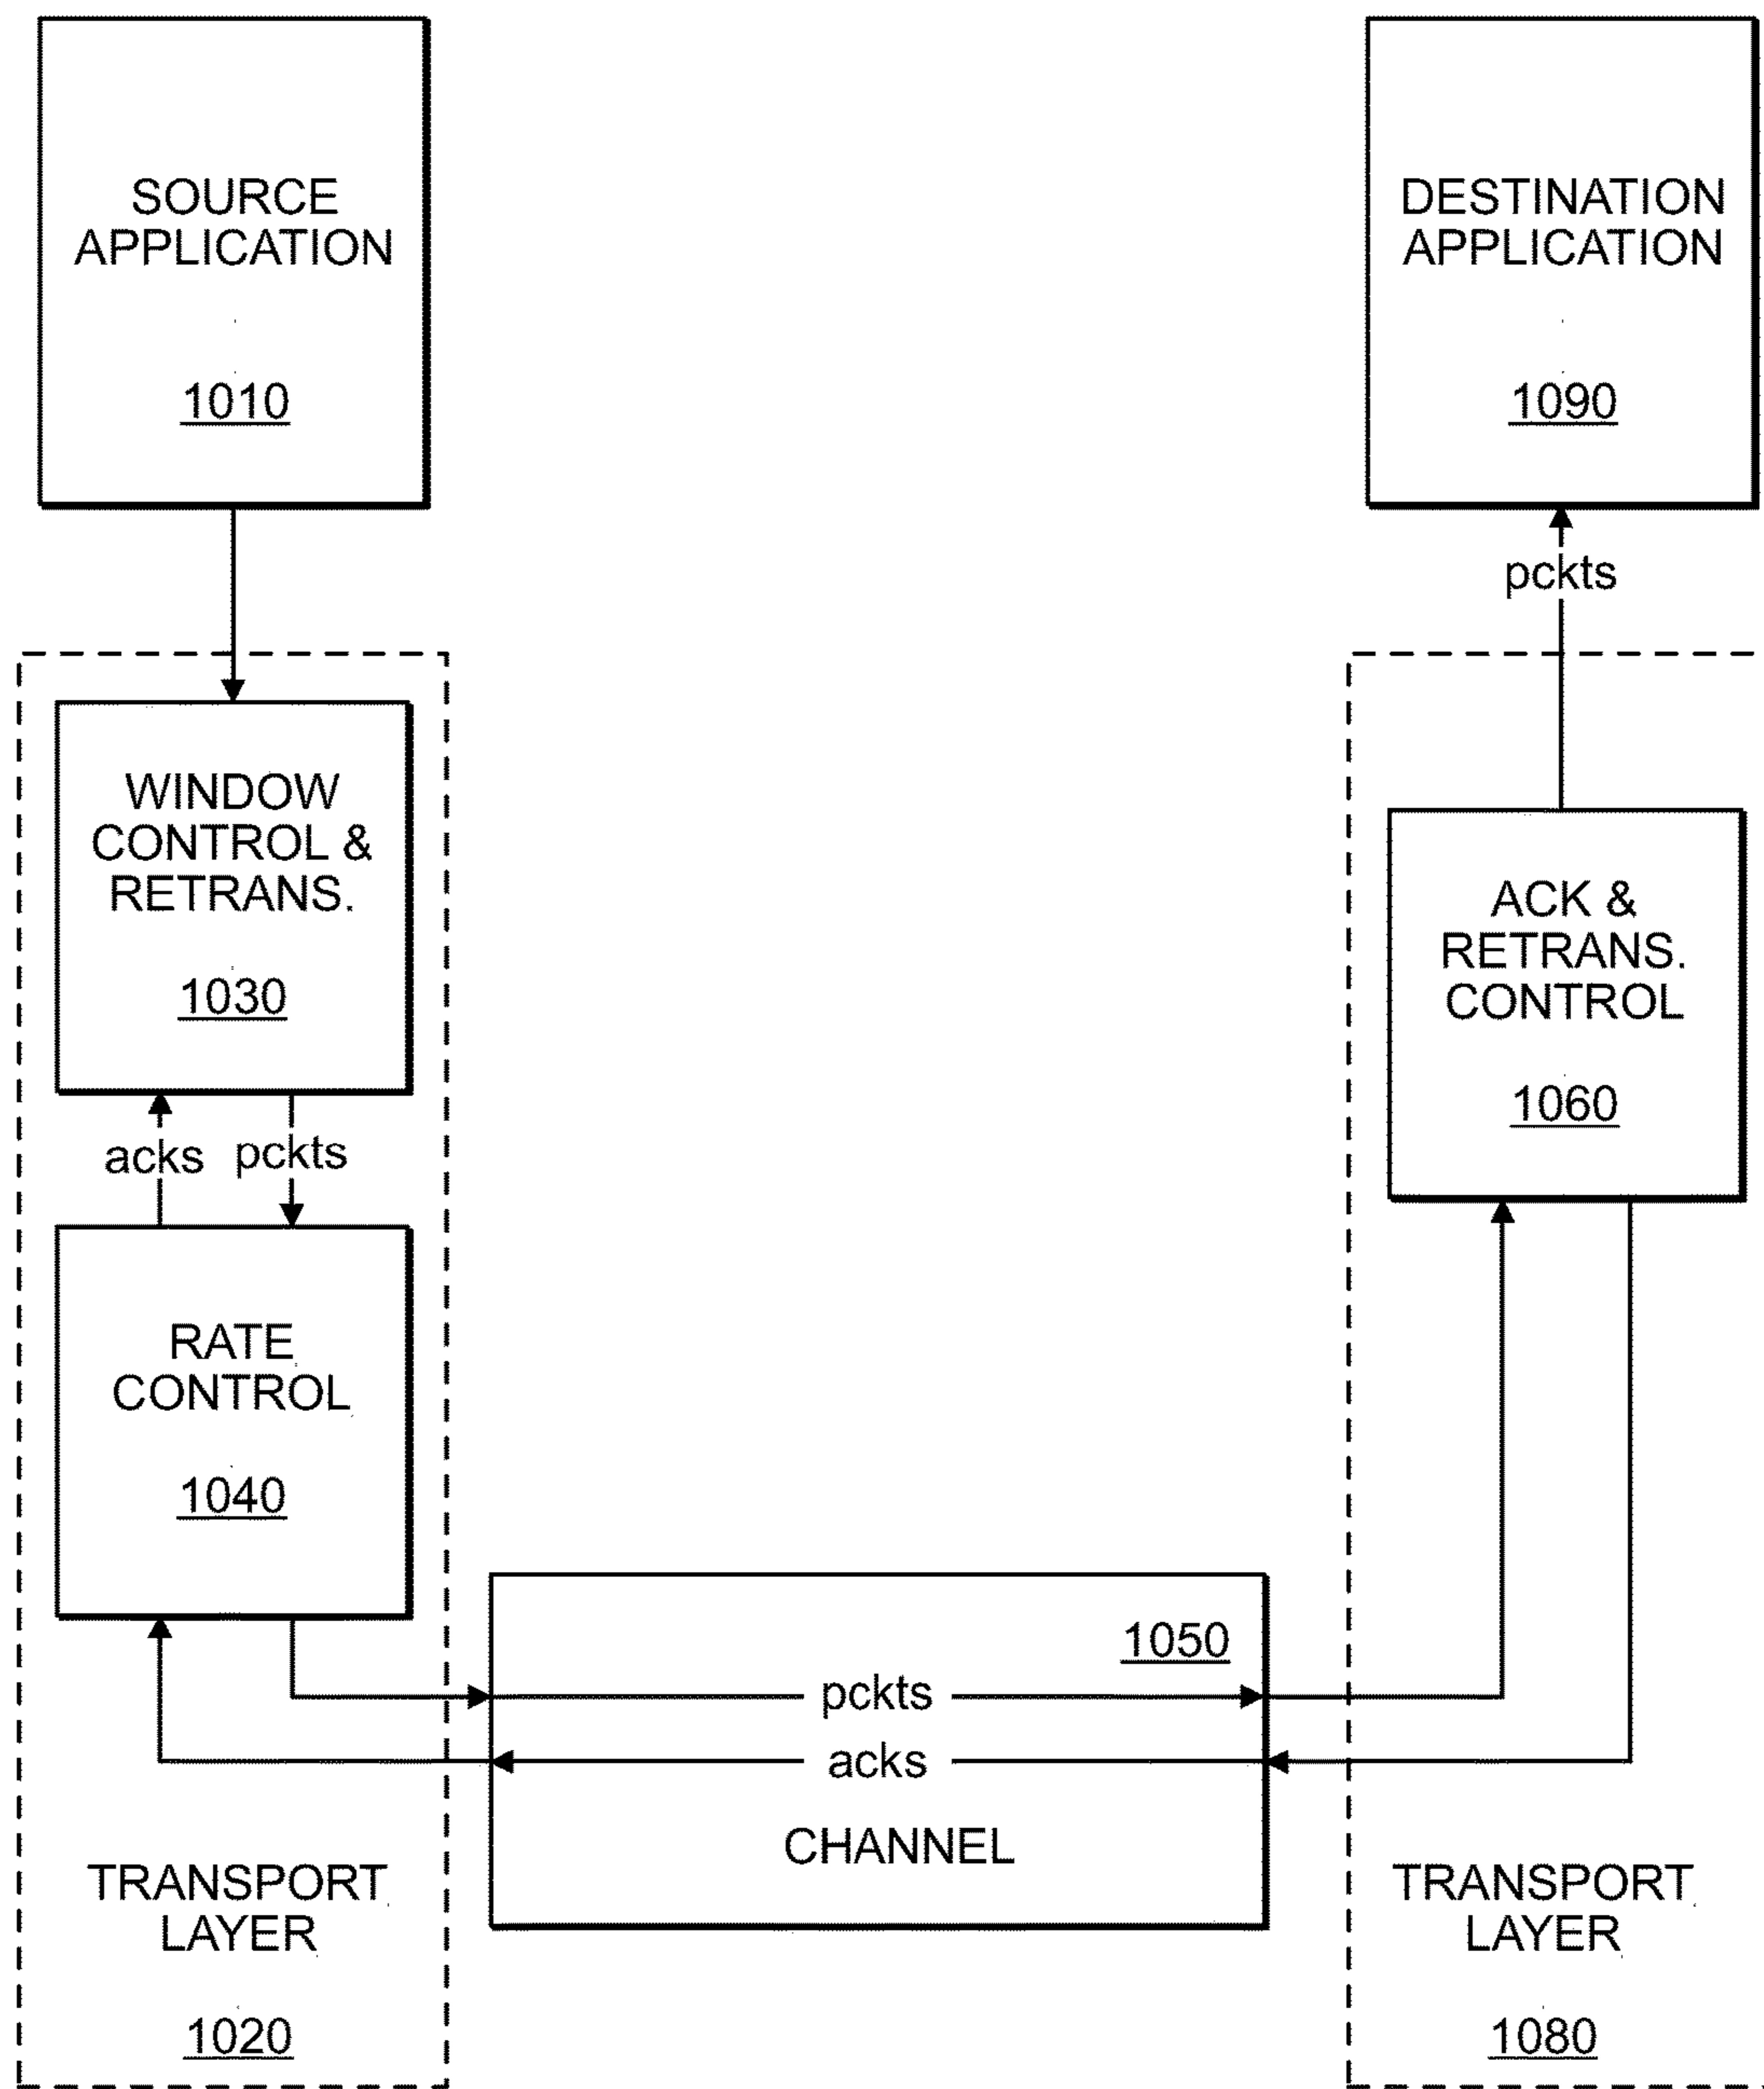 SOURCE
APPLICATION
1010
DESTINATION
APPLICATION
1090
pckts
WINDOW
CONTROL &
RETRANS.
1030
acks pckts
RATE
CONTROL
1040
ACK &
RETRANS.
CONTROL
1060
1050
pckts
acks
CHANNEL
TRANSPORT
LAYER
1020
TRANSPORT
LAYER
1080